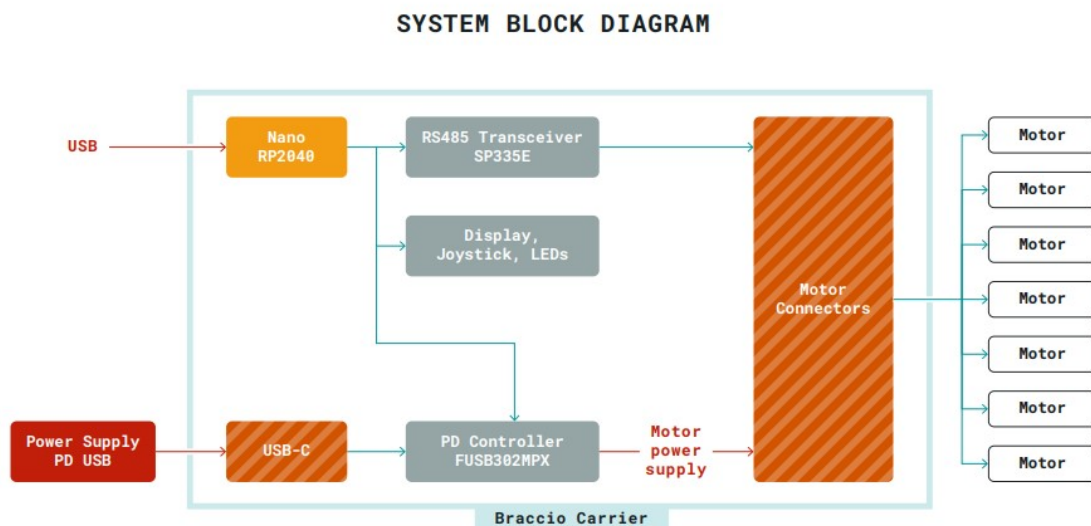 SYSTEM BLOCK DIAGRAM
USB
Nano
RP2040
RS485 Transceiver
SP335E
Display,
Joystick, LEDs
Motor
Connectors
Motor
Motor
Motor
Motor
Motor
Motor
Motor
Power Supply
PD USB
USB-C
PD Controller
FUSB302MPX
Motor
power
supply
Braccio Carrier